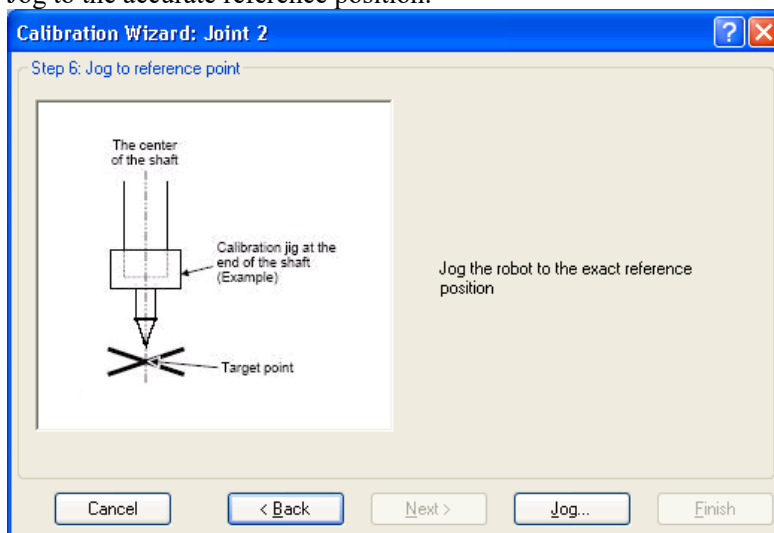 Jog to the accurate reference position.
Calibration Wizard: Joint 2
Step 6: Jog to reference point
The center
of the shaft
Calibration jig at the
end of the shaft
(Example)
Target point
Jog the robot to the exact reference
position
Cancel
< Back
Next >
Jog...
Finish